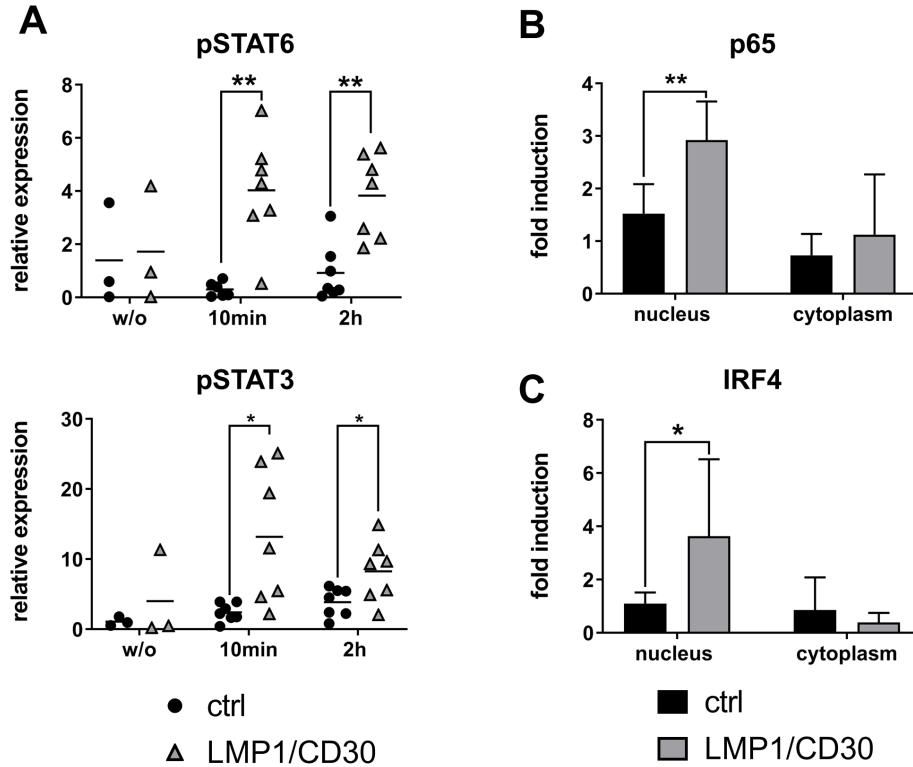 A
pSTAT6
relative expression
8
6
4
2
0
**
**
w/o 10min 2h
pSTAT3
relative expression
30
20
10
0
*
*
w/o 10min 2h
ctrl
LMP1/CD30
B
p65
fold induction
4
3
2
1
0
**
nucleus cytoplasm
C
IRF4
fold induction
8
6
4
2
0
*
nucleus cytoplasm
ctrl
LMP1/CD30